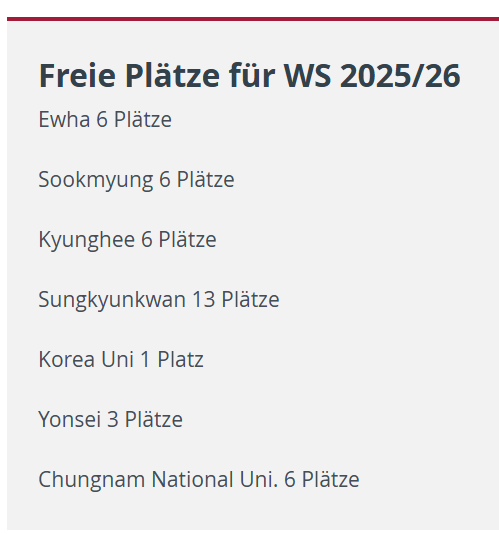 Freie Plätze für WS 2025/26
Ewha 6 Plätze
Sookmyung 6 Plätze
Kyunghee 6 Plätze
Sungkyunkwan 13 Plätze
Korea Uni 1 Platz
Yonsei 3 Plätze
Chungnam National Uni. 6 Plätze